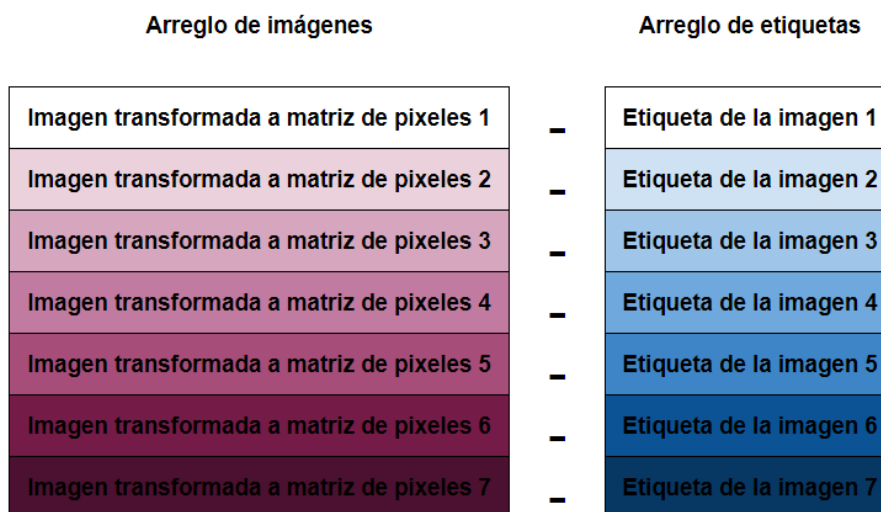 Arreglo de imágenes
Arreglo de etiquetas
Imagen transformada a matriz de pixeles 1 - Etiqueta de la imagen 1
Imagen transformada a matriz de pixeles 2 - Etiqueta de la imagen 2
Imagen transformada a matriz de pixeles 3 - Etiqueta de la imagen 3
Imagen transformada a matriz de pixeles 4 - Etiqueta de la imagen 4
Imagen transformada a matriz de pixeles 5 - Etiqueta de la imagen 5
Imagen transformada a matriz de pixeles 6 - Etiqueta de la imagen 6
Imagen transformada a matriz de pixeles 7 - Etiqueta de la imagen 7